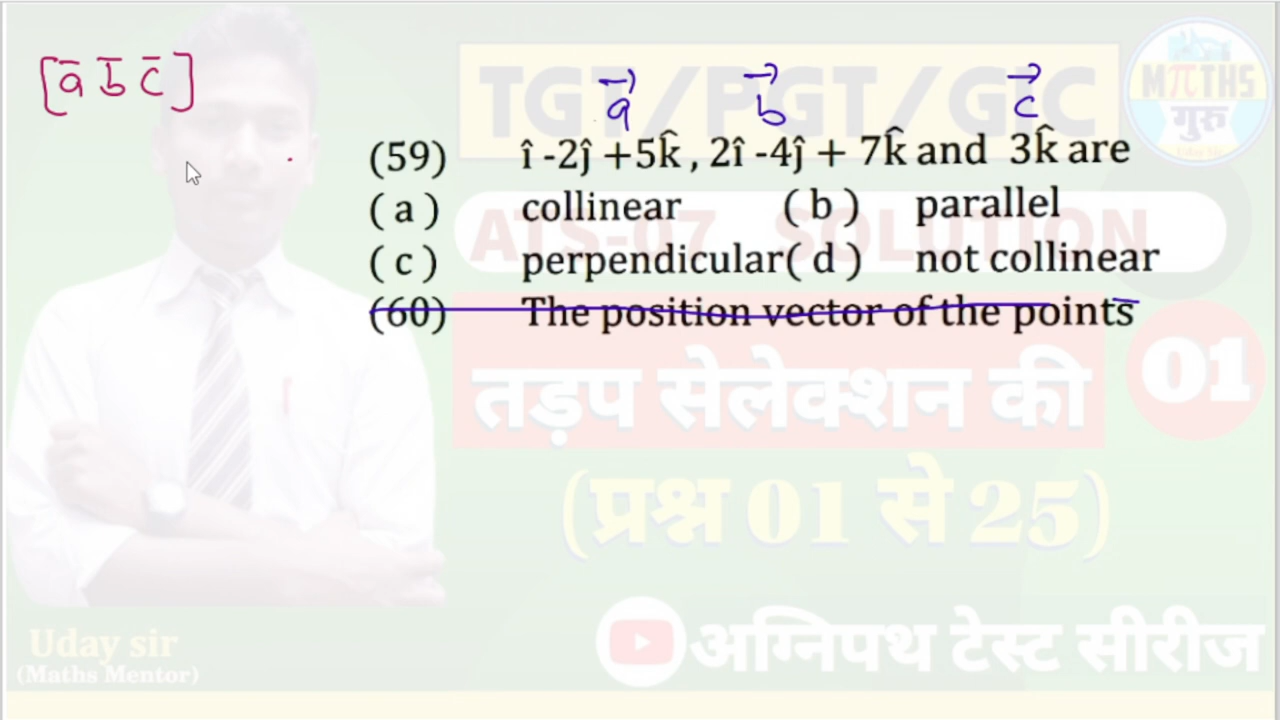 [a̅ b̅ c̅]
a⃗ b⃗ c⃗
TGT/PGT/GIC
MπTHS
गुरु
Uday Sir
(59) î -2ĵ +5k̂ , 2î -4ĵ + 7k̂ and 3k̂ are
( a ) collinear ( b ) parallel
ATS-07 SOLUTION
( c ) perpendicular( d ) not collinear
(60) The position vector of the points
तड़प सेलेक्शन की
01
(प्रश्न 01 से 25)
Uday sir
(Maths Mentor)
अग्निपथ टेस्ट सीरीज